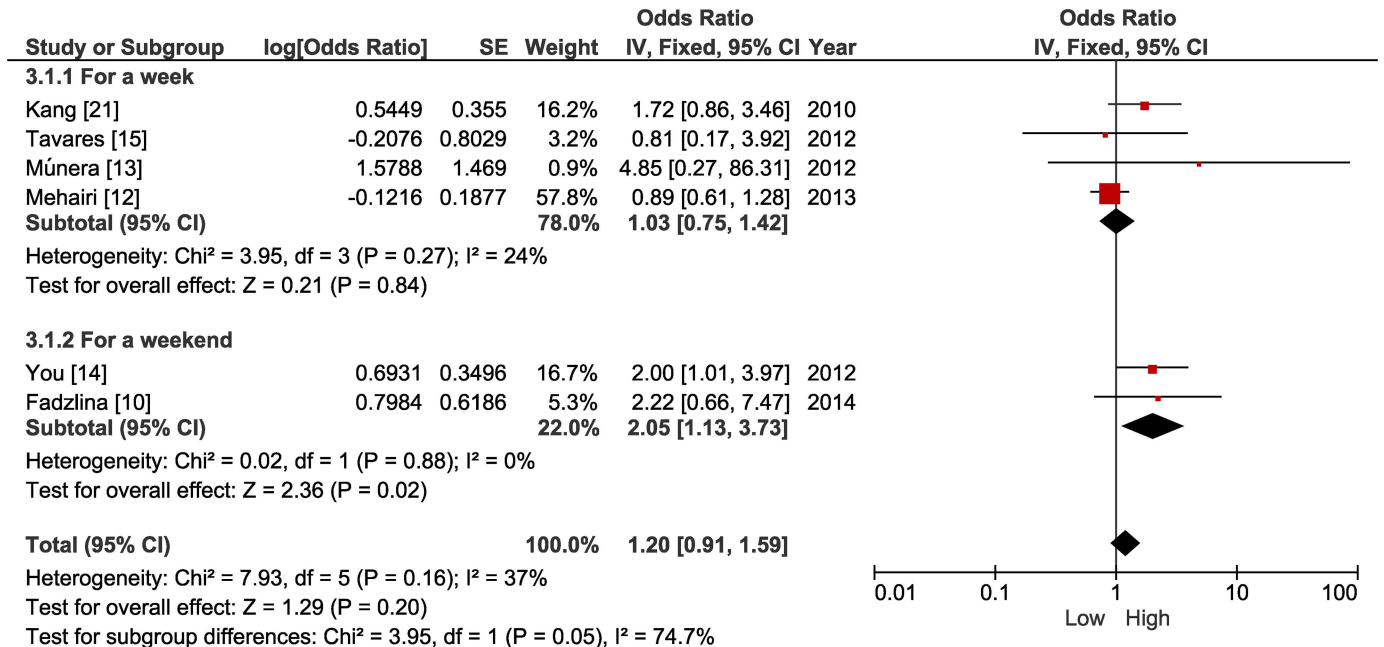 Odds Ratio Odds Ratio
Study or Subgroup log[Odds Ratio] SE Weight IV, Fixed, 95% CI Year IV, Fixed, 95% CI
3.1.1 For a week
Kang [21] 0.5449 0.355 16.2% 1.72 [0.86, 3.46] 2010
Tavares [15] -0.2076 0.8029 3.2% 0.81 [0.17, 3.92] 2012
Múnera [13] 1.5788 1.469 0.9% 4.85 [0.27, 86.31] 2012
Mehairi [12] -0.1216 0.1877 57.8% 0.89 [0.61, 1.28] 2013
Subtotal (95% CI) 78.0% 1.03 [0.75, 1.42]
Heterogeneity: Chi² = 3.95, df = 3 (P = 0.27); I² = 24%
Test for overall effect: Z = 0.21 (P = 0.84)
3.1.2 For a weekend
You [14] 0.6931 0.3496 16.7% 2.00 [1.01, 3.97] 2012
Fadzlina [10] 0.7984 0.6186 5.3% 2.22 [0.66, 7.47] 2014
Subtotal (95% CI) 22.0% 2.05 [1.13, 3.73]
Heterogeneity: Chi² = 0.02, df = 1 (P = 0.88); I² = 0%
Test for overall effect: Z = 2.36 (P = 0.02)
Total (95% CI) 100.0% 1.20 [0.91, 1.59]
Heterogeneity: Chi² = 7.93, df = 5 (P = 0.16); I² = 37%
Test for overall effect: Z = 1.29 (P = 0.20)
Test for subgroup differences: Chi² = 3.95, df = 1 (P = 0.05), I² = 74.7%
0.01 0.1 1 10 100
Low High